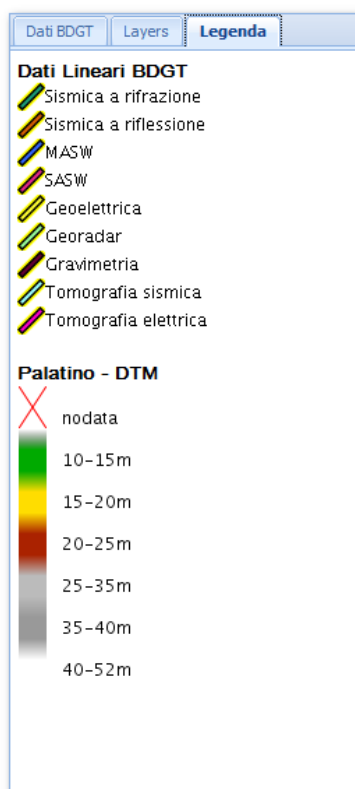 Dati BDGT Layers Legenda
Dati Lineari BDGT
Sismica a rifrazione
Sismica a riflessione
MASW
SASW
Geoelettrica
Georadar
Gravimetria
Tomografia sismica
Tomografia elettrica
Palatino - DTM
nodata
10-15m
15-20m
20-25m
25-35m
35-40m
40-52m